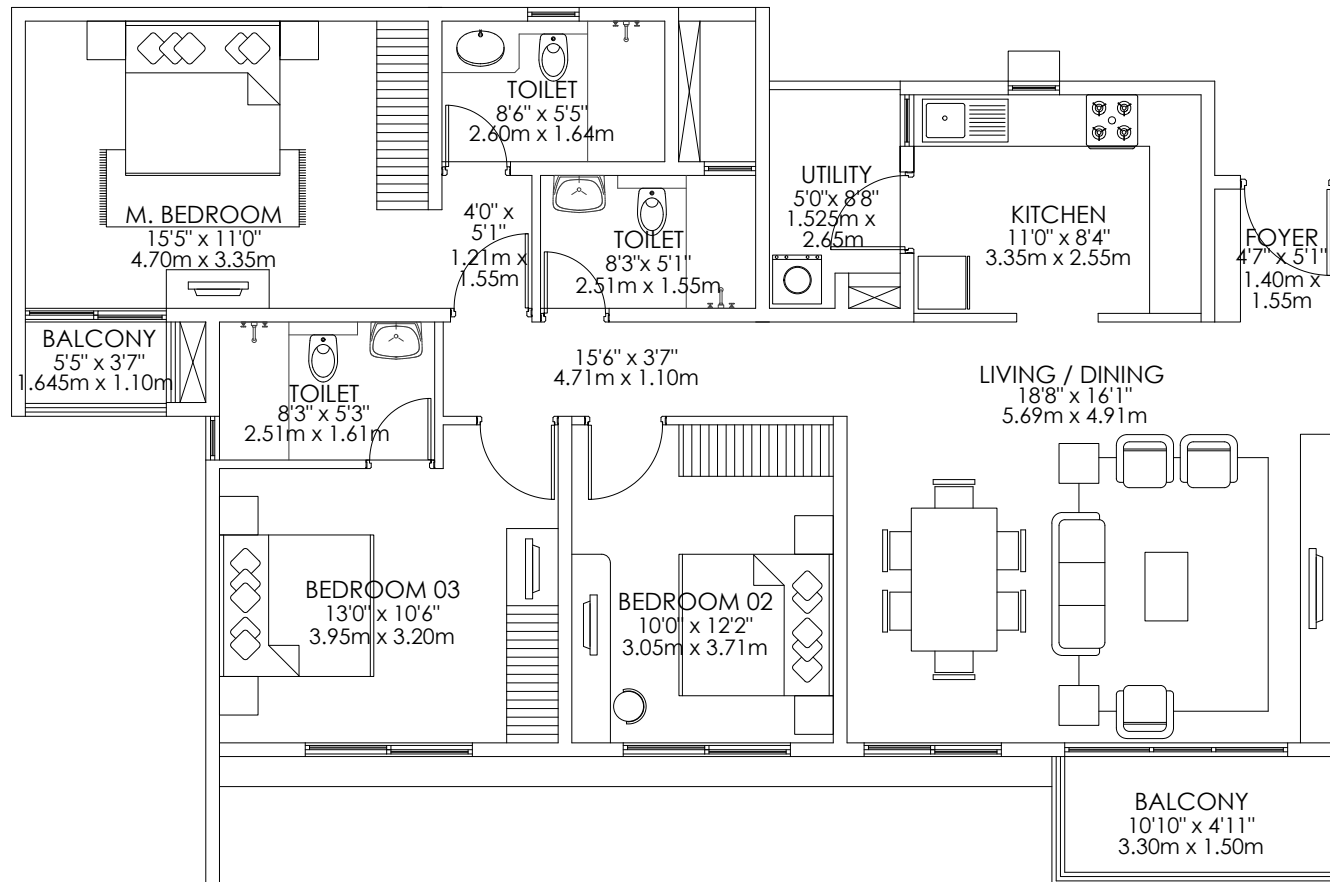 TOILET
8'6" x 5'5"
2.60m x 1.64m
M. BEDROOM
15'5" x 11'0"
4.70m x 3.35m
4'0" x
5'1"
1.21m x
1.55m
TOILET
8'3" x 5'1"
2.51m x 1.55m
UTILITY
5'0"x 8'8"
1.525m x
2.65m
KITCHEN
11'0" x 8'4"
3.35m x 2.55m
FOYER
4'7" x 5'1"
1.40m x
1.55m
BALCONY
5'5" x 3'7"
1.645m x 1.10m
TOILET
8'3" x 5'3"
2.51m x 1.61m
15'6" x 3'7"
4.71m x 1.10m
LIVING / DINING
18'8" x 16'1"
5.69m x 4.91m
BEDROOM 03
13'0" x 10'6"
3.95m x 3.20m
BEDROOM 02
10'0" x 12'2"
3.05m x 3.71m
BALCONY
10'10" x 4'11"
3.30m x 1.50m